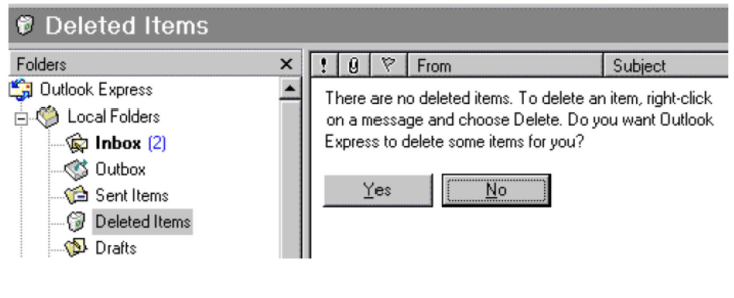 Deleted Items
Folders
Outlook Express
Local Folders
Inbox (2)
Outbox
Sent Items
Deleted Items
Drafts
! From Subject
There are no deleted items. To delete an item, right-click
on a message and choose Delete. Do you want Outlook
Express to delete some items for you?
Yes No